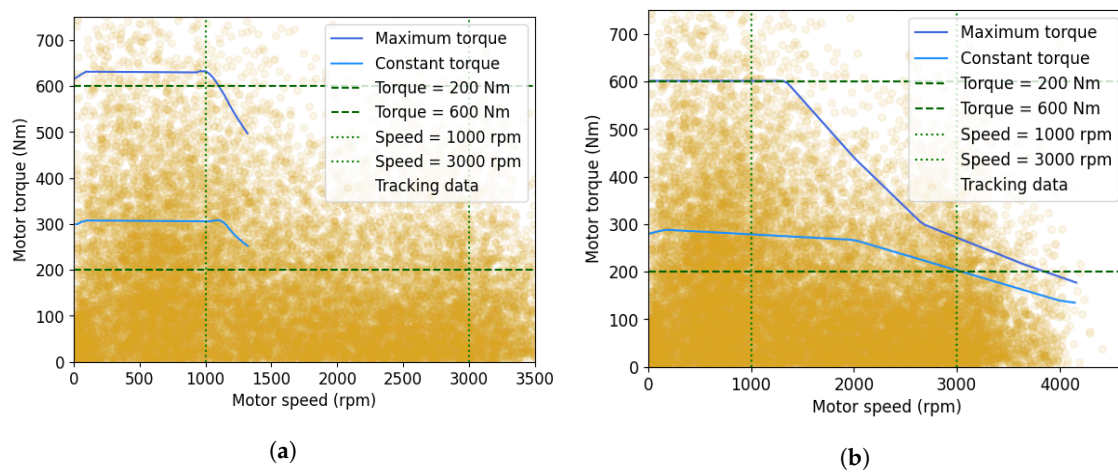 700
600
500
400
300
200
100
0
Motor torque (Nm)
Maximum torque
Constant torque
Torque = 200 Nm
Torque = 600 Nm
Speed = 1000 rpm
Speed = 3000 rpm
Tracking data
0 500 1000 1500 2000 2500 3000 3500
Motor speed (rpm)
(a)
700
600
500
400
300
200
100
0
Motor torque (Nm)
Maximum torque
Constant torque
Torque = 200 Nm
Torque = 600 Nm
Speed = 1000 rpm
Speed = 3000 rpm
Tracking data
0 1000 2000 3000 4000
Motor speed (rpm)
(b)